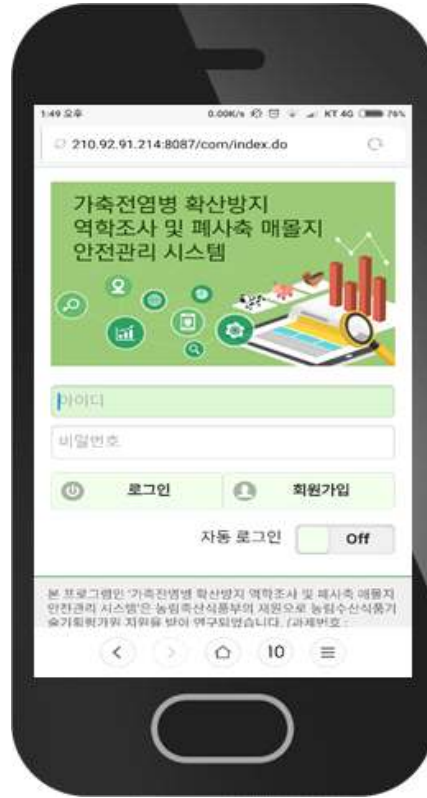 1:49 오후 0.00K/s KT 4G 76%
210.92.91.214:8087/com/index.do
가축전염병 확산방지
역학조사 및 폐사축 매몰지
안전관리 시스템
아이디
비밀번호
로그인 회원가입
자동 로그인 Off
본 프로그램인 '가축전염병 확산방지 역학조사 및 폐사축 매몰지
안전관리 시스템'은 농림축산식품부의 재원으로 농림수산식품기
술기획평가원 지원을 받아 연구되었습니다. (과제번호 :
10